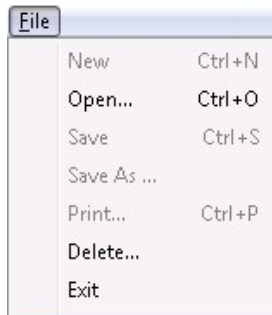 File
New Ctrl+N
Open... Ctrl+O
Save Ctrl+S
Save As ...
Print... Ctrl+P
Delete...
Exit